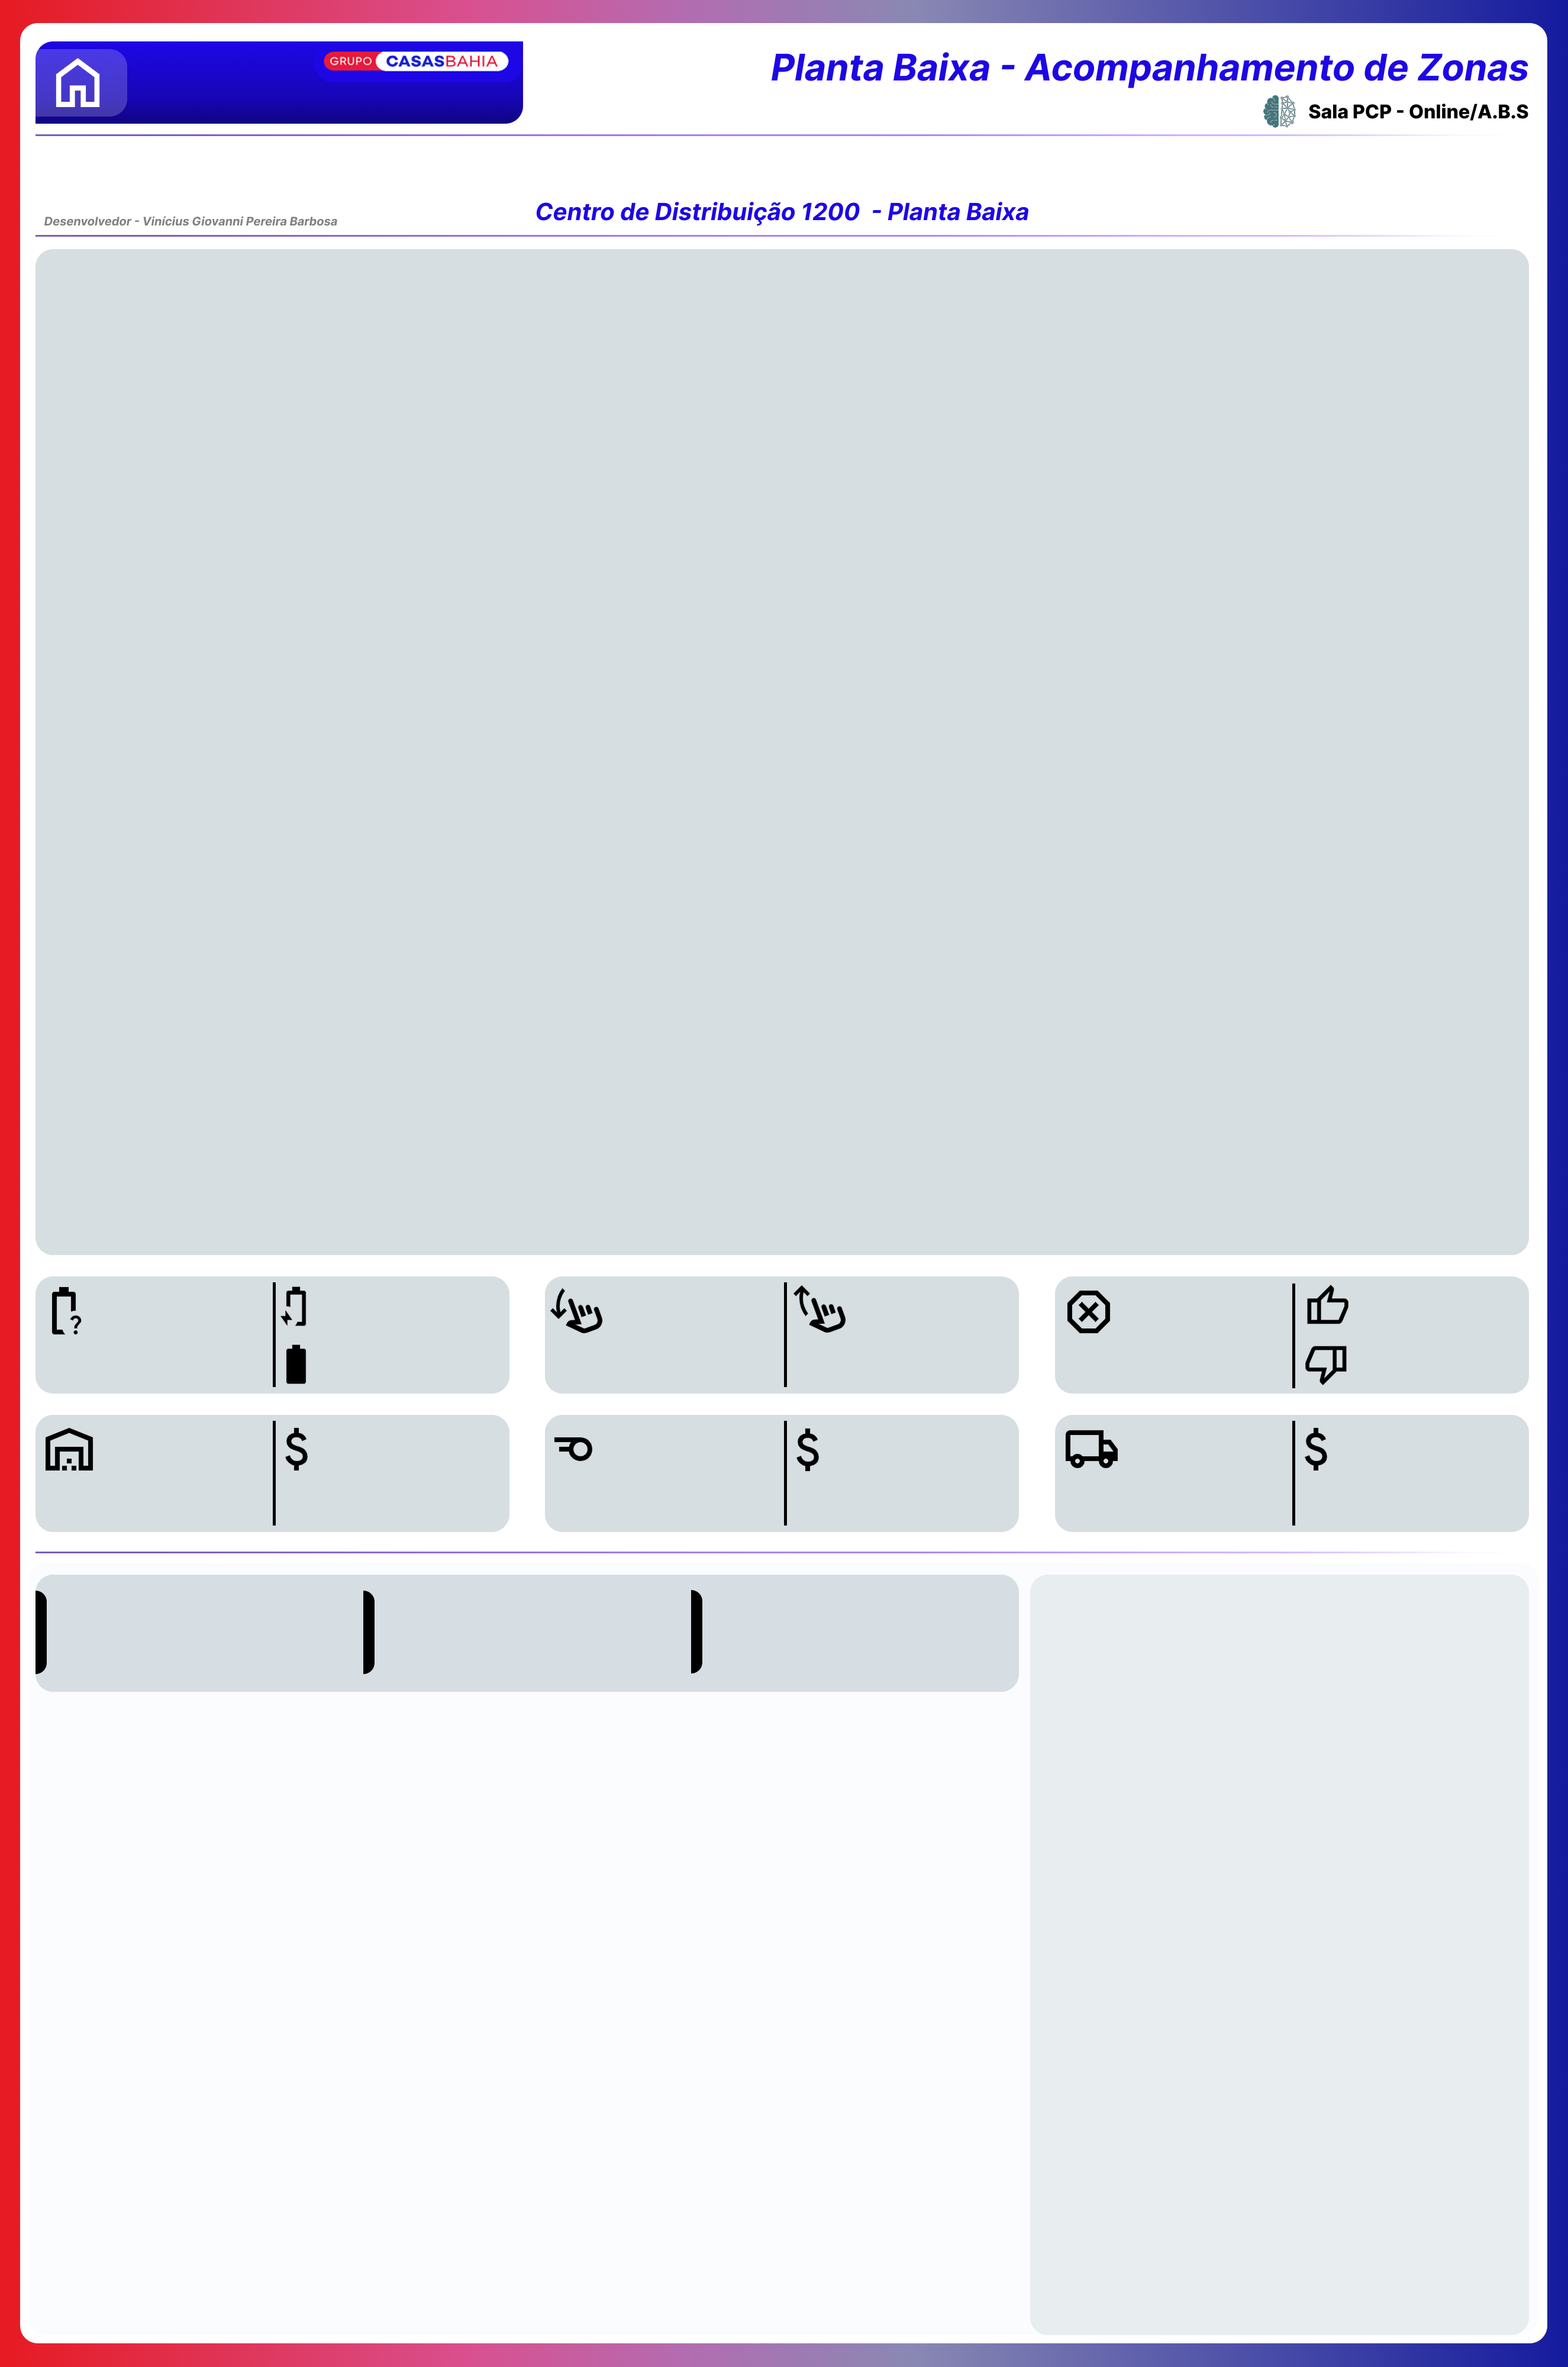 GRUPO CASASBAHIA
Planta Baixa - Acompanhamento de Zonas
Sala PCP - Online/A.B.S
Desenvolvedor - Vinícius Giovanni Pereira Barbosa
Centro de Distribuição 1200 - Planta Baixa
?
$
$
$